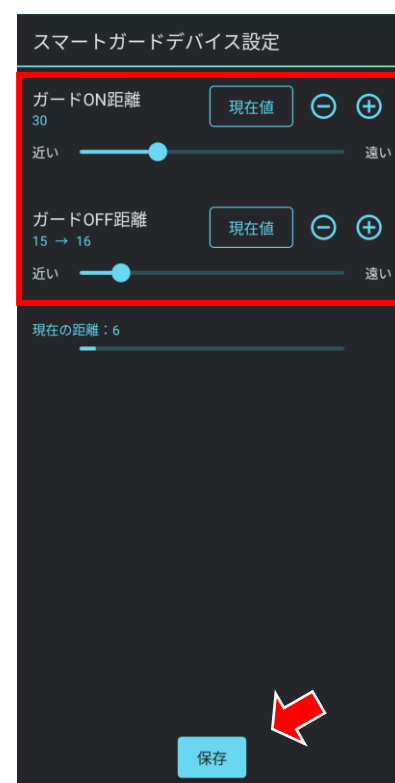 スマートガードデバイス設定
ガードON距離
30
現在値
近い
遠い
ガードOFF距離
15 → 16
現在値
近い
遠い
現在の距離：6
保存